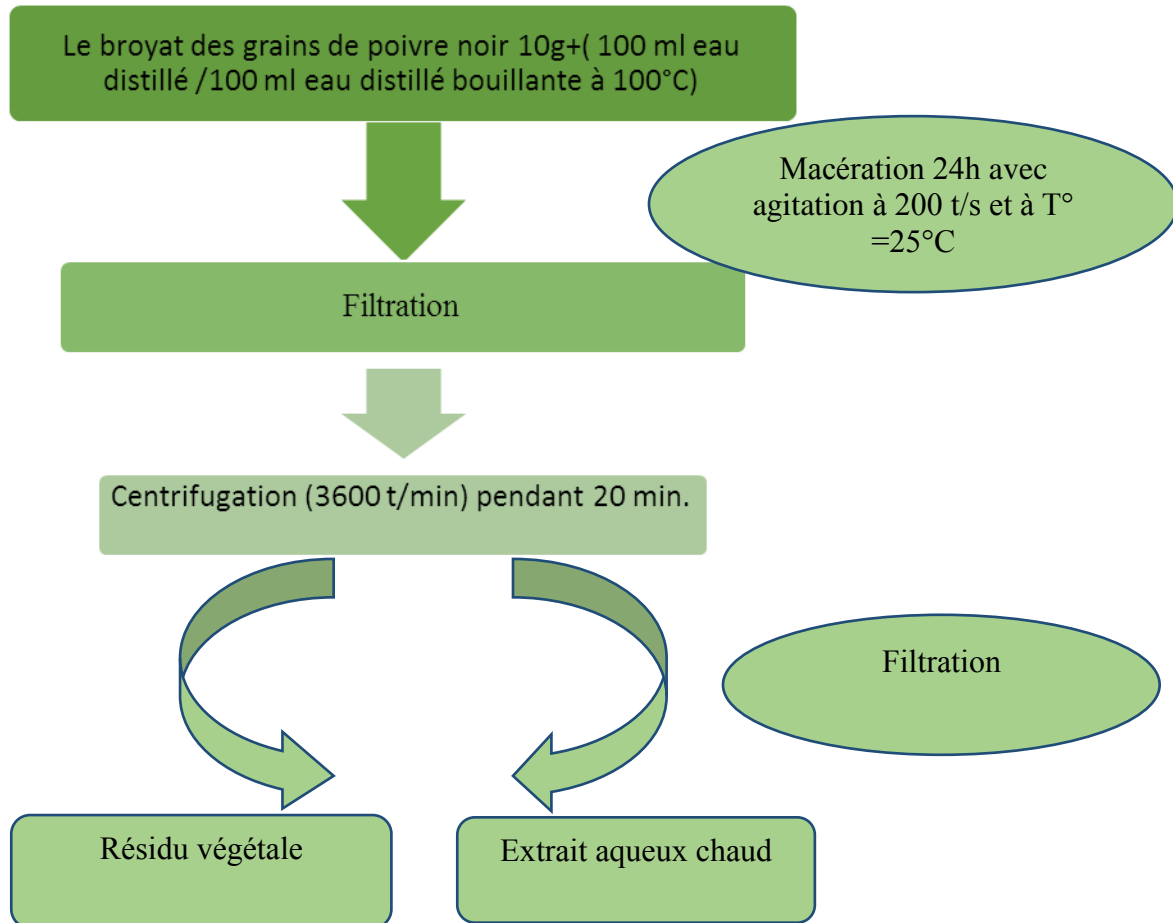 Le broyat des grains de poivre noir 10g+( 100 ml eau
distillé /100 ml eau distillé bouillante à 100°C)
Macération 24h avec
agitation à 200 t/s et à T°
=25°C
Filtration
Centrifugation (3600 t/min) pendant 20 min.
Filtration
Résidu végétale
Extrait aqueux chaud